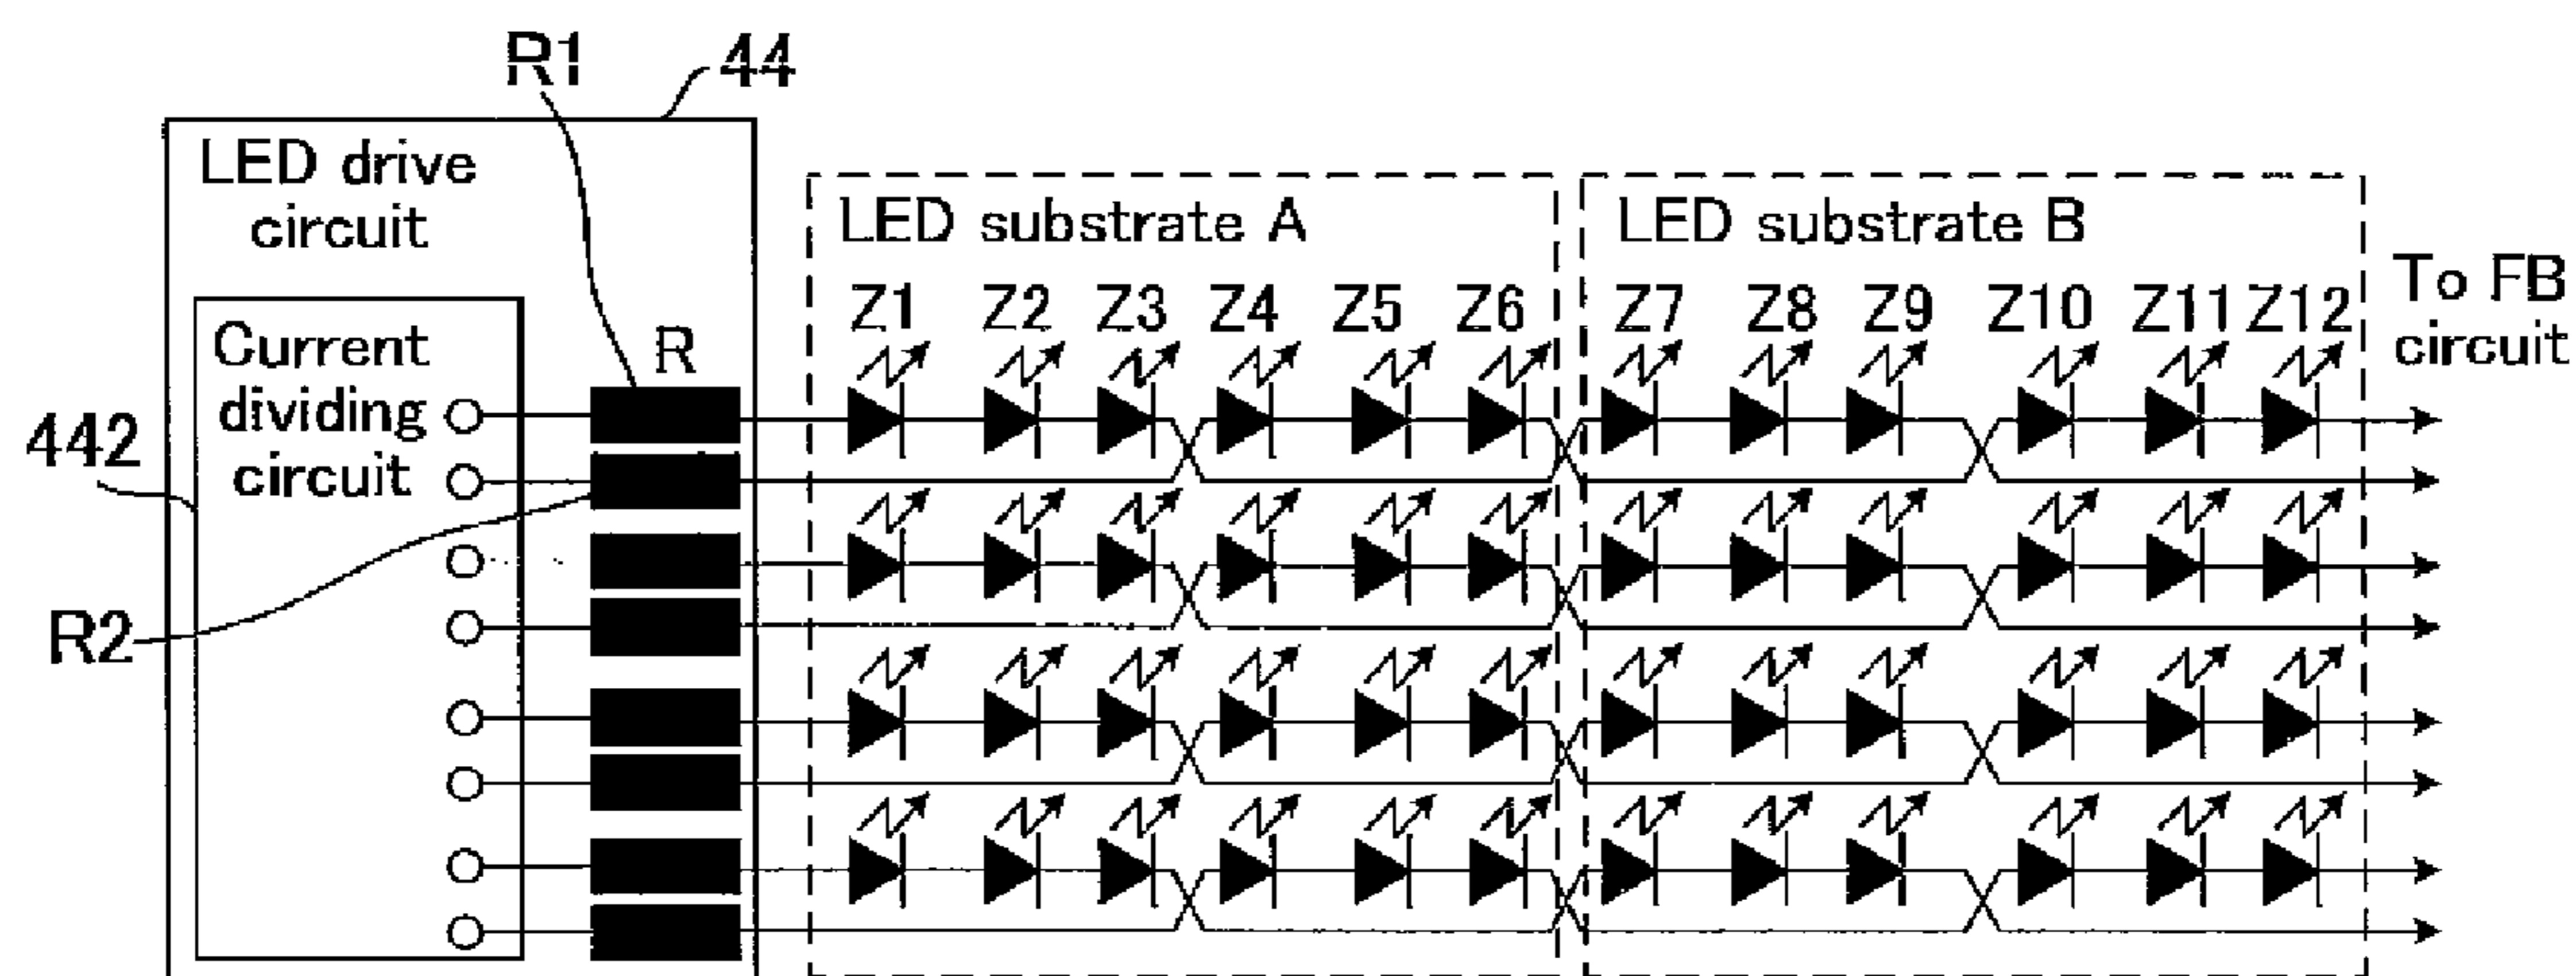 R1
44
LED drive
circuit
LED substrate A
LED substrate B
To FB
circuit
Z1 Z2 Z3 Z4 Z5 Z6 Z7 Z8 Z9 Z10 Z11 Z12
Current
dividing
circuit
R
442
R2